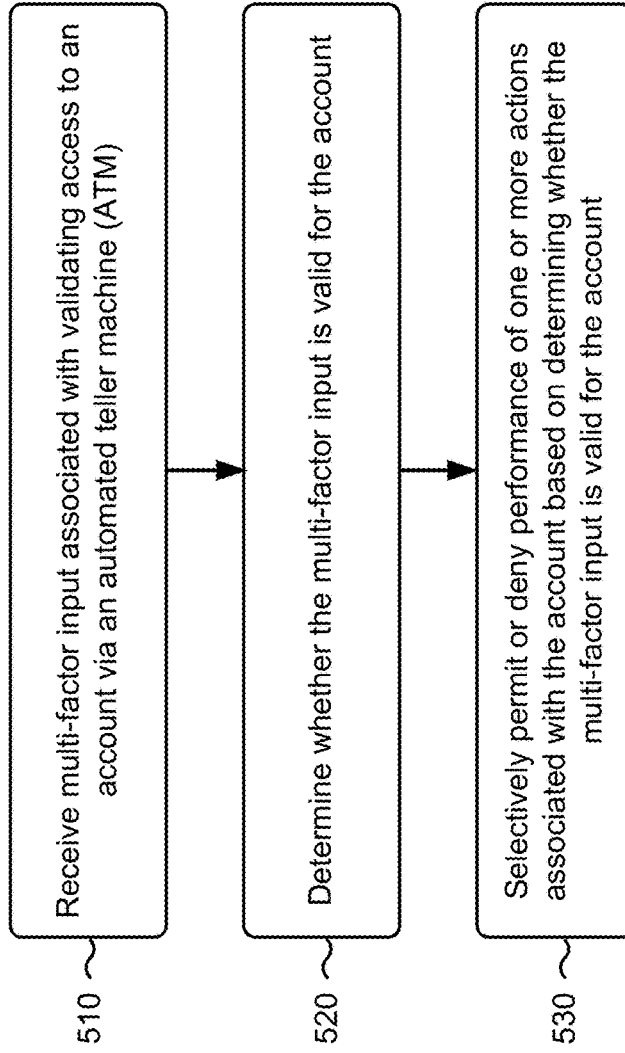 510
Receive multi-factor input associated with validating access to an
account via an automated teller machine (ATM)
520
Determine whether the multi-factor input is valid for the account
530
Selectively permit or deny performance of one or more actions
associated with the account based on determining whether the
multi-factor input is valid for the account